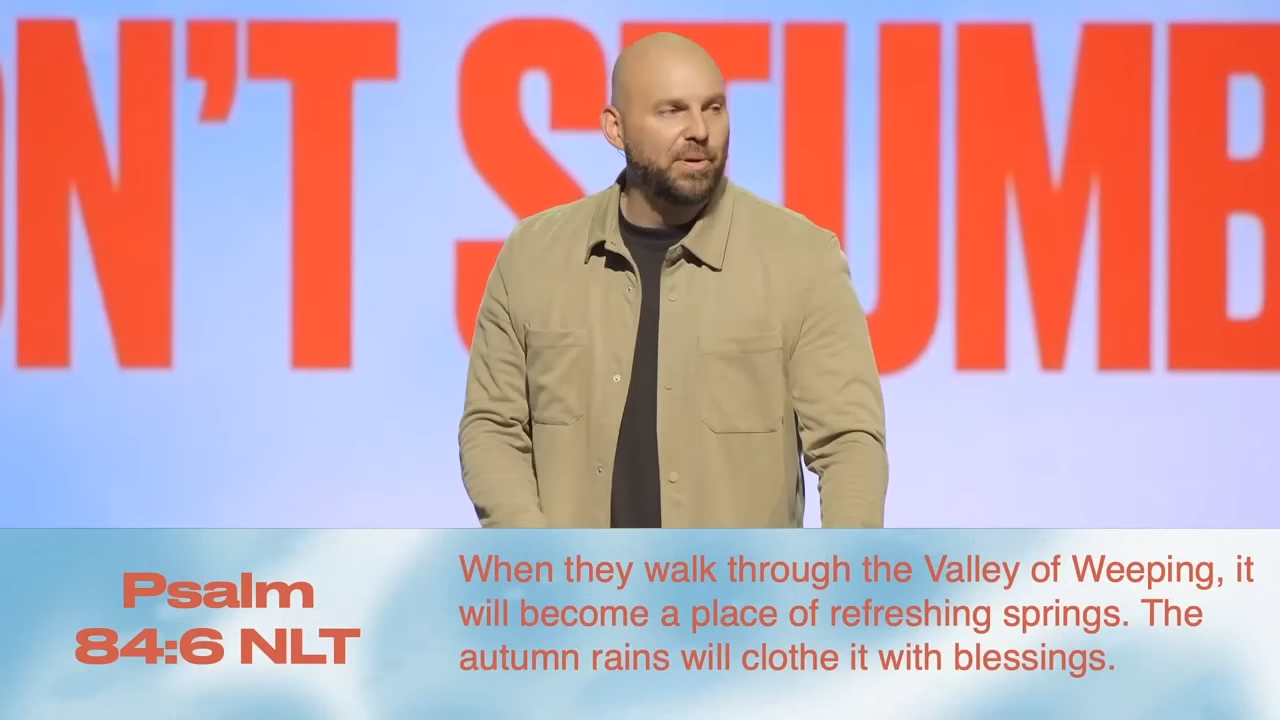 N'T STUMB
Psalm
84:6 NLT
When they walk through the Valley of Weeping, it
will become a place of refreshing springs. The
autumn rains will clothe it with blessings.